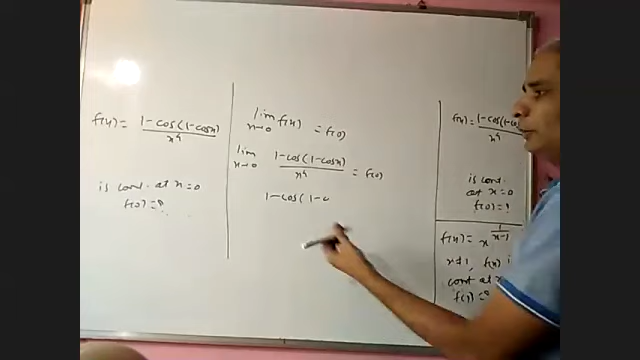 f(x) = 1-cos(1-cosx) / x⁴
is cont. at x=0
f(0) = ?
lim x→0 f(x) = f(0)
lim x→0 1-cos(1-cosx) / x⁴ = f(0)
1-cos(1-c
f(x) = 1-cos(1-cos / x⁴
is cont.
at x=0
f(0) = ?
f(x) = x^(1/(x-1))
x≠1, f(x) i
cont at x
f(1) = ?